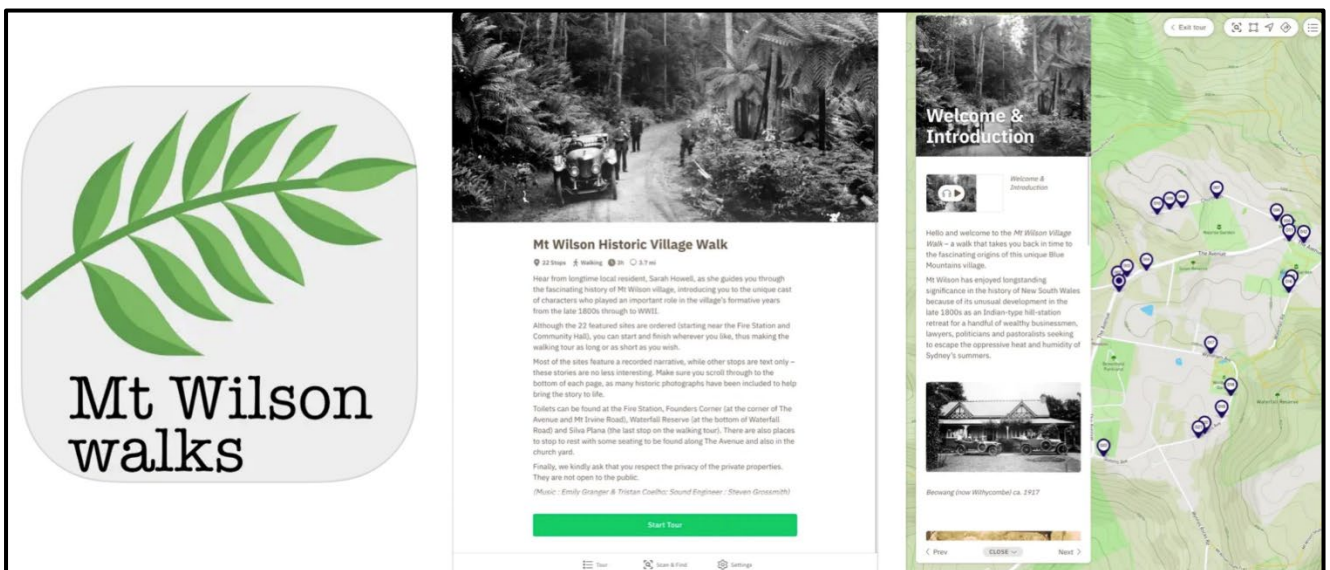 Mt Wilson
walks
Mt Wilson Historic Village Walk
22 Stops Walking 3h 3.7 mi
Hear from longtime local resident, Sarah Howell, as she guides you through
the fascinating history of Mt Wilson village, introducing you to the unique cast
of characters who played an important role in the village's formative years
from the late 1800s through to WWII.
Although the 22 featured sites are ordered (starting near the Fire Station and
Community Hall), you can start and finish wherever you like, thus making the
walking tour as long or as short as you wish.
Most of the sites feature a recorded narrative, while other stops are text only –
these stories are no less interesting. Make sure you scroll through to the
bottom of each page, as many historic photographs have been included to help
bring the story to life.
Toilets can be found at the Fire Station, Founders Corner (at the corner of The
Avenue and Mt Irvine Road), Waterfall Reserve (at the bottom of Waterfall
Road) and Silva Plana (the last stop on the walking tour). There are also places
to stop to rest with some seating to be found along The Avenue and also in the
church yard.
Finally, we kindly ask that you respect the privacy of the private properties.
They are not open to the public.
(Music : Emily Granger & Tristan Coelho; Sound Engineer : Steven Grossmith)
Start Tour
Tour Scan & Find Settings
Welcome &
Introduction
Welcome &
Introduction
Hello and welcome to the Mt Wilson Village
Walk – a walk that takes you back in time to
the fascinating origins of this unique Blue
Mountains village.
Mt Wilson has enjoyed longstanding
significance in the history of New South Wales
because of its unusual development in the
late 1800s as an Indian-type hill-station
retreat for a handful of wealthy businessmen,
lawyers, politicians and pastoralists seeking
to escape the oppressive heat and humidity of
Sydney's summers.
Beowang (now Withycombe) ca. 1917
< Prev CLOSE Next >
< Exit tour
The Avenue
The Avenue
The Avenue
Waterfall Reserve